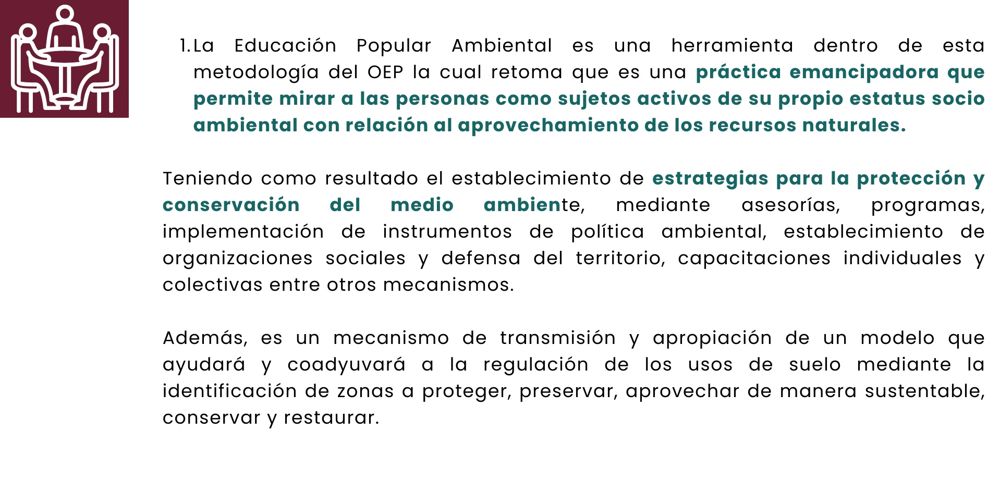 1. La Educación Popular Ambiental es una herramienta dentro de esta
metodología del OEP la cual retoma que es una práctica emancipadora que
permite mirar a las personas como sujetos activos de su propio estatus socio
ambiental con relación al aprovechamiento de los recursos naturales.
Teniendo como resultado el establecimiento de estrategias para la protección y
conservación del medio ambiente, mediante asesorías, programas,
implementación de instrumentos de política ambiental, establecimiento de
organizaciones sociales y defensa del territorio, capacitaciones individuales y
colectivas entre otros mecanismos.
Además, es un mecanismo de transmisión y apropiación de un modelo que
ayudará y coadyuvará a la regulación de los usos de suelo mediante la
identificación de zonas a proteger, preservar, aprovechar de manera sustentable,
conservar y restaurar.